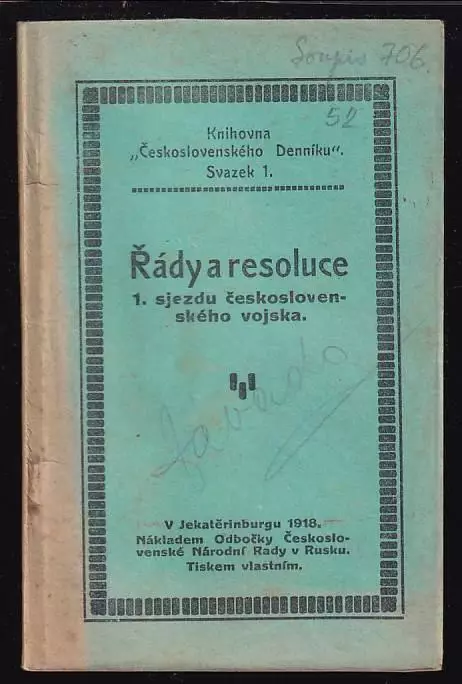 Soupis 706.
52
Knihovna
„Československého Denníku".
Svazek 1.
Řády a resoluce
1. sjezdu českosloven-
ského vojska.
V Jekatěrinburgu 1918.
Nákladem Odbočky Českoslo-
venské Národní Rady v Rusku.
Tiskem vlastním.